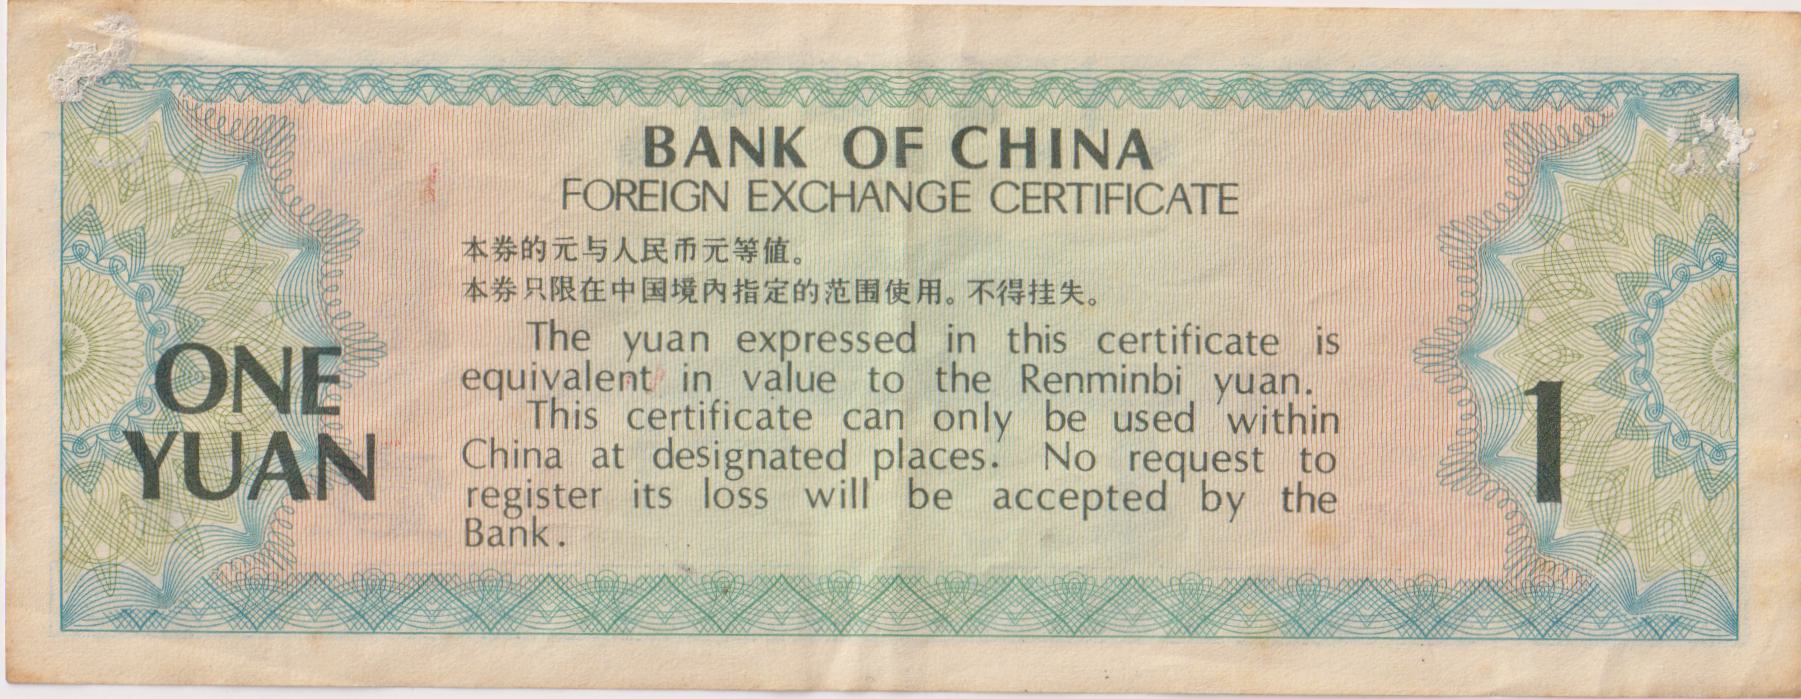 BANK OF CHINA
FOREIGN EXCHANGE CERTIFICATE
本券的元与人民币元等值。
本券只限在中国境内指定的范围使用。不得挂失。
The yuan expressed in this certificate is
equivalent in value to the Renminbi yuan.
This certificate can only be used within
China at designated places. No request to
register its loss will be accepted by the
Bank.
ONE
YUAN
1